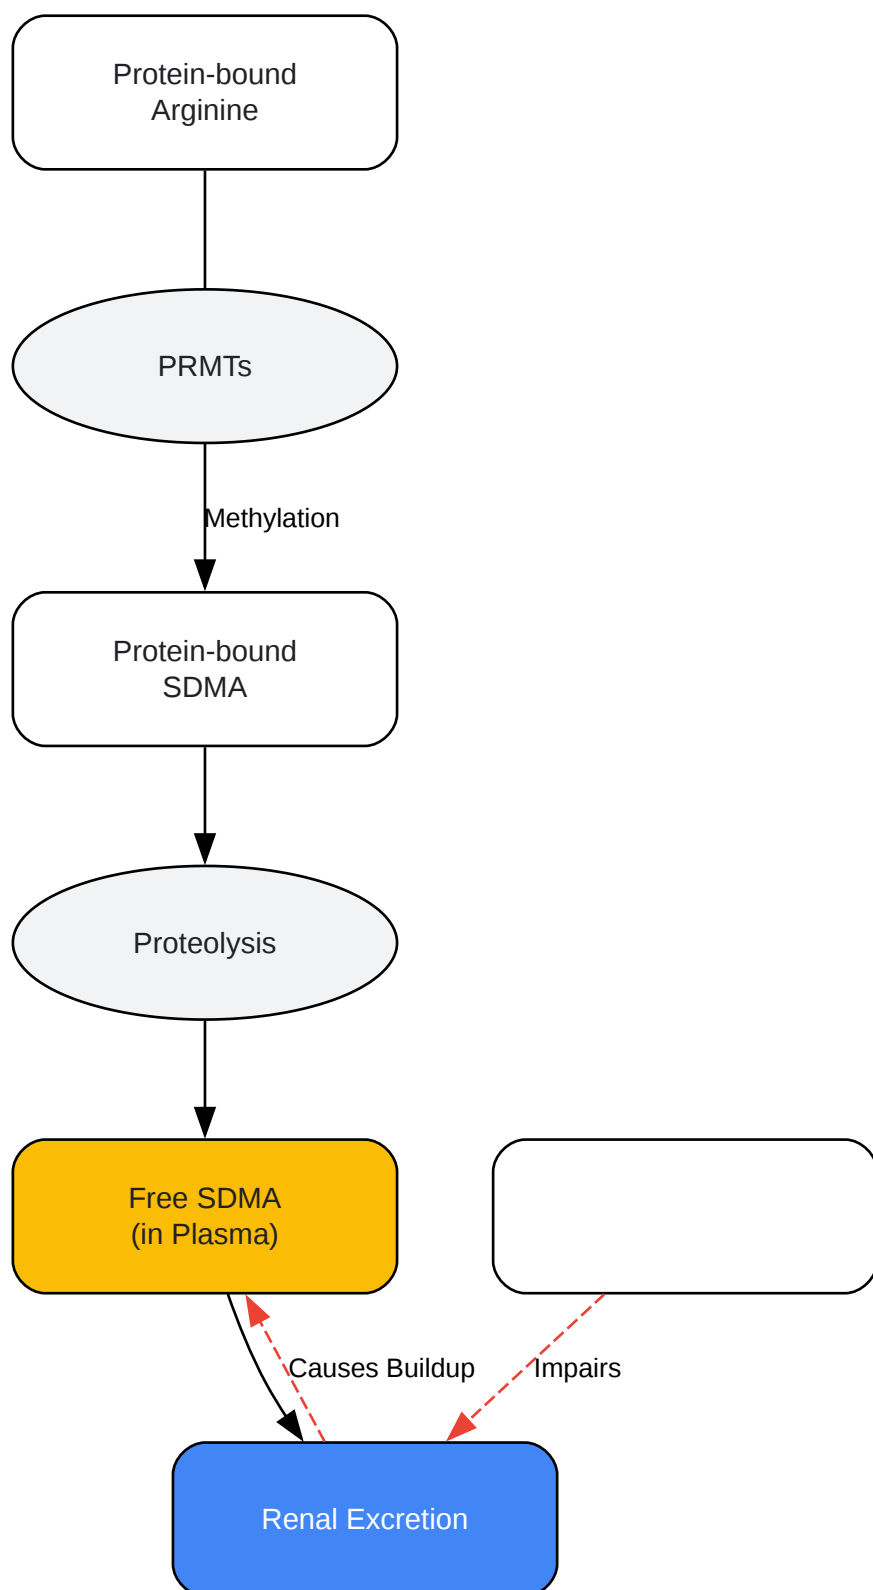 Protein-bound
Arginine
PRMTs
Methylation
Protein-bound
SDMA
Proteolysis
Free SDMA
(in Plasma)
Causes Buildup
Impairs
Renal Excretion